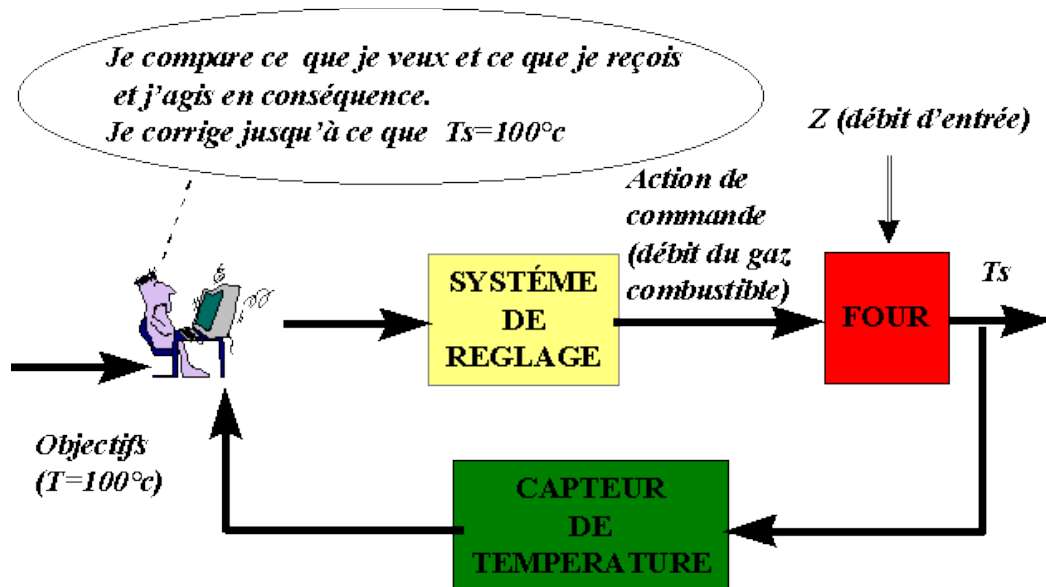 Je compare ce que je veux et ce que je reçois
et j'agis en conséquence.
Je corrige jusqu'à ce que Ts=100°c
Z (débit d'entrée)
Action de
commande
(débit du gaz
combustible)
SYSTÉME
DE
REGLAGE
FOUR
Ts
Objectifs
(T=100°c)
CAPTEUR
DE
TEMPERATURE